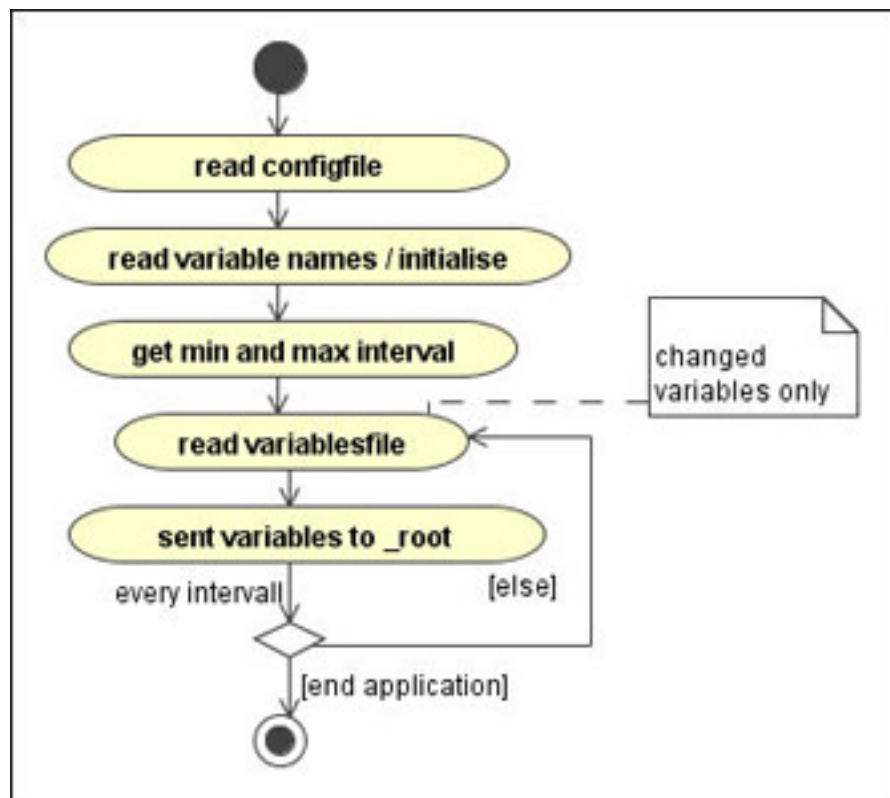 read configfile
read variable names / initialise
get min and max interval
changed
variables only
read variablesfile
sent variables to _root
every intervall
[else]
[end application]